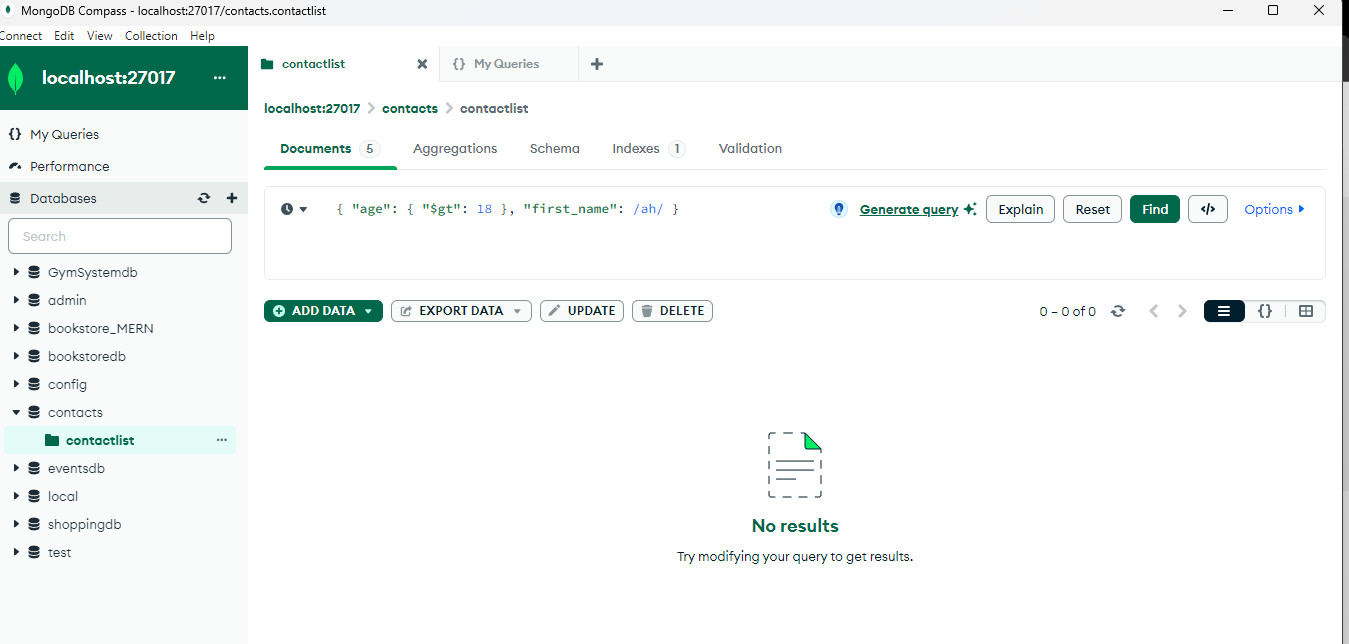 MongoDB Compass - localhost:27017/contacts.contactlist
Connect Edit View Collection Help
localhost:27017 ...
contactlist
My Queries
localhost:27017 > contacts > contactlist
My Queries
Performance
Databases
Search
GymSystemdb
admin
bookstore_MERN
bookstoredb
config
contacts
contactlist ...
eventsdb
local
shoppingdb
test
Documents 5 Aggregations Schema Indexes 1 Validation
{ "age": { "$gt": 18 }, "first_name": /ah/ }
Generate query Explain Reset Find </> Options
ADD DATA EXPORT DATA UPDATE DELETE
0 – 0 of 0 {}
No results
Try modifying your query to get results.